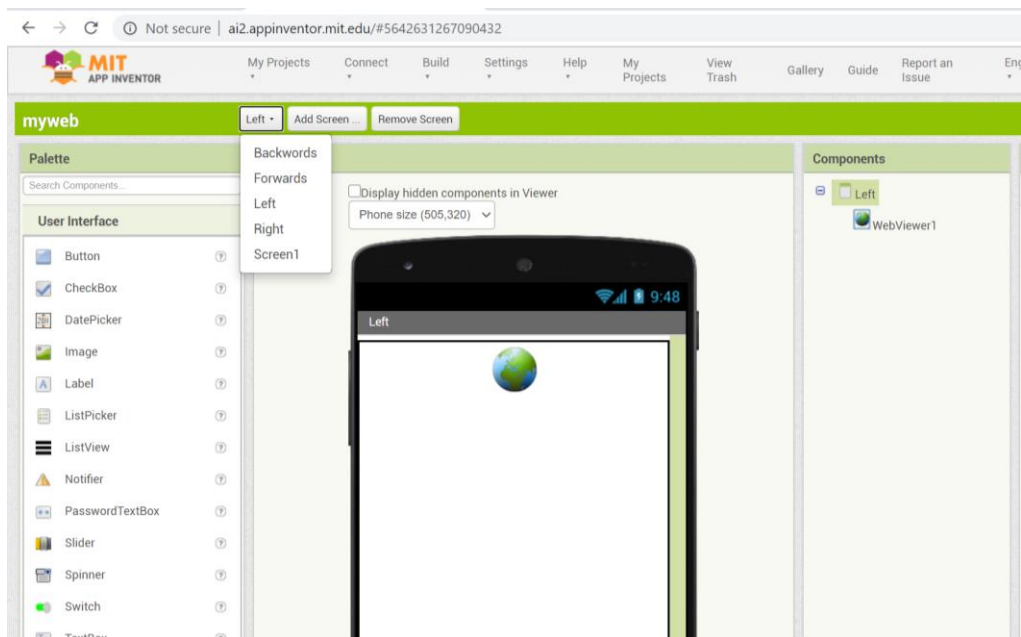 Not secure | ai2.appinventor.mit.edu/#5642631267090432
MIT
APP INVENTOR
My Projects
Connect
Build
Settings
Help
My
Projects
View
Trash
Gallery
Guide
Report an
Issue
Eng
myweb
Left
Add Screen ...
Remove Screen
Backwords
Forwards
Left
Right
Screen1
Palette
Search Components...
User Interface
Button
CheckBox
DatePicker
Image
Label
ListPicker
ListView
Notifier
PasswordTextBox
Slider
Spinner
Switch
TextBox
Display hidden components in Viewer
Phone size (505,320)
9:48
Left
Components
Left
WebViewer1